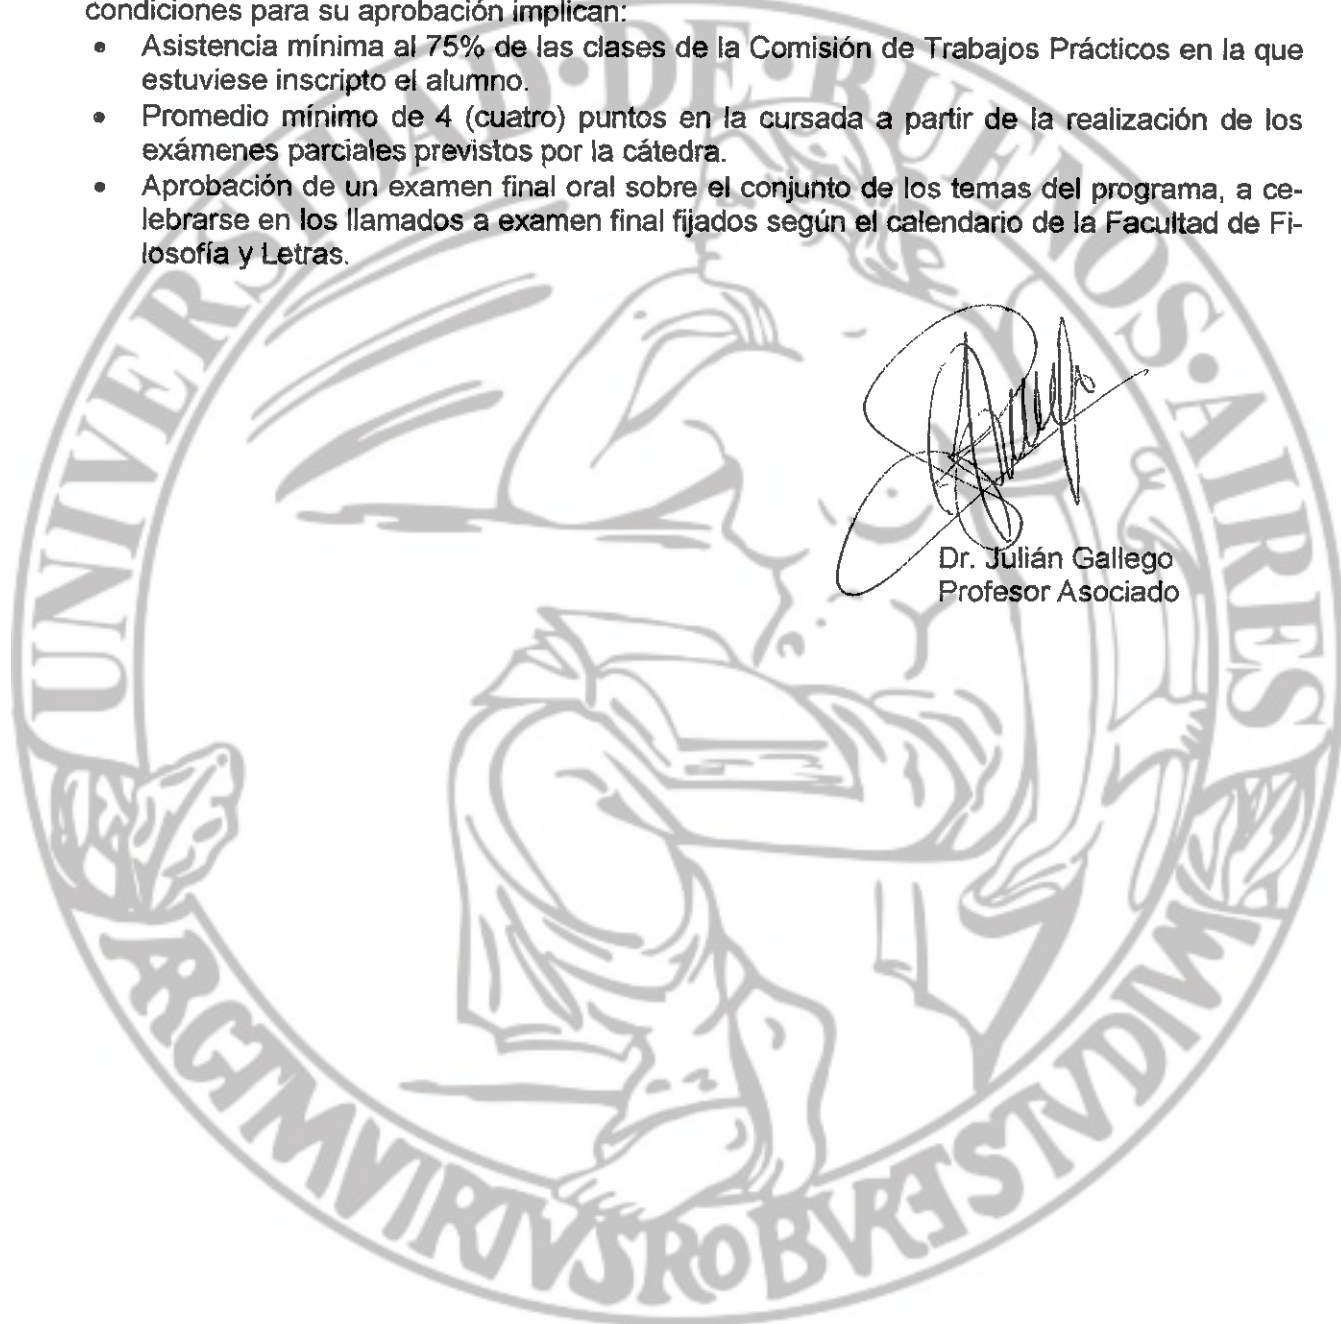 condiciones para su aprobación implican:
• Asistencia mínima al 75% de las clases de la Comisión de Trabajos Prácticos en la que
estuviese inscripto el alumno.
• Promedio mínimo de 4 (cuatro) puntos en la cursada a partir de la realización de los
exámenes parciales previstos por la cátedra.
• Aprobación de un examen final oral sobre el conjunto de los temas del programa, a ce-
lebrarse en los llamados a examen final fijados según el calendario de la Facultad de Fi-
losofía y Letras.
Dr. Julián Gallego
Profesor Asociado
UNIVERSIDAD•DE•BUENOS•AIRES
ARGTMVIRTVSROBVRETSTVDIVM